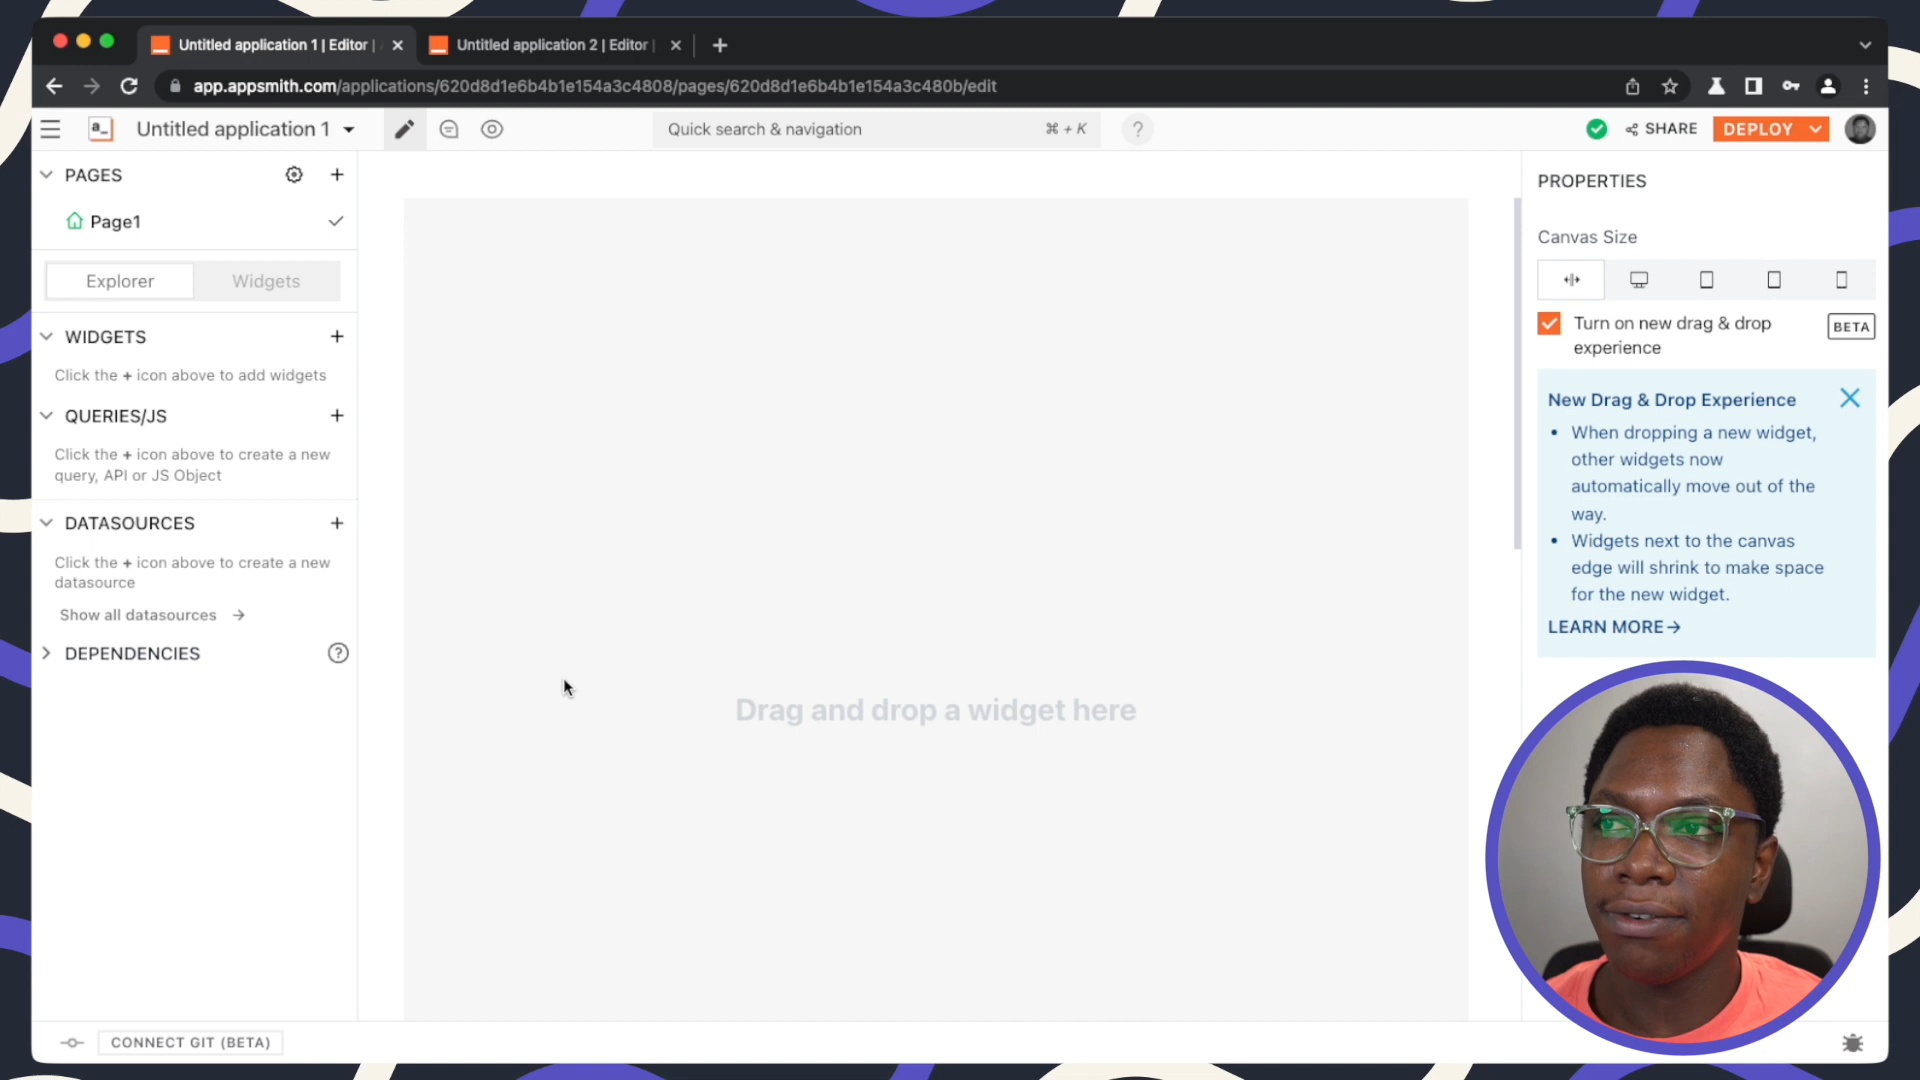 Untitled application 1 | Editor |
Untitled application 2 | Editor
app.appsmith.com/applications/620d8d1e6b4b1e154a3c4808/pages/620d8d1e6b4b1e154a3c480b/edit
a_
Untitled application 1
Quick search & navigation
⌘ + K
?
SHARE
DEPLOY
PAGES
Page1
Explorer
Widgets
WIDGETS
Click the + icon above to add widgets
QUERIES/JS
Click the + icon above to create a new
query, API or JS Object
DATASOURCES
Click the + icon above to create a new
datasource
Show all datasources
DEPENDENCIES
?
Drag and drop a widget here
PROPERTIES
Canvas Size
Turn on new drag & drop
experience
BETA
New Drag & Drop Experience
• When dropping a new widget,
other widgets now
automatically move out of the
way.
• Widgets next to the canvas
edge will shrink to make space
for the new widget.
LEARN MORE
CONNECT GIT (BETA)